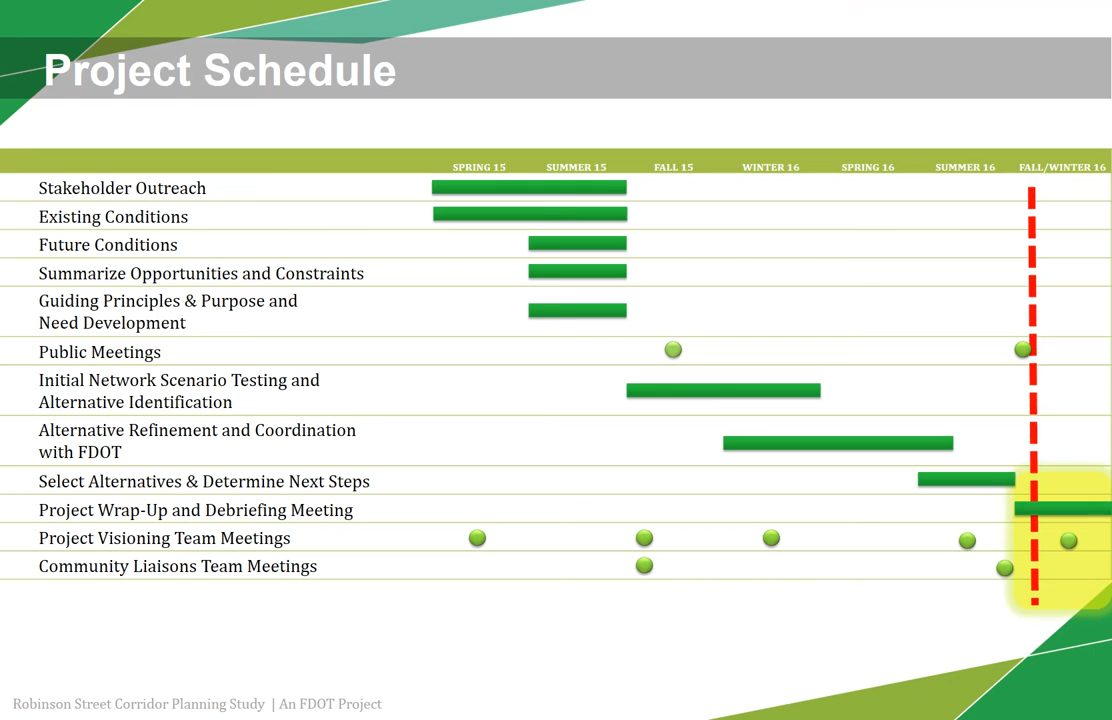 Project Schedule
SPRING 15 SUMMER 15 FALL 15 WINTER 16 SPRING 16 SUMMER 16 FALL/WINTER 16
Stakeholder Outreach
Existing Conditions
Future Conditions
Summarize Opportunities and Constraints
Guiding Principles & Purpose and
Need Development
Public Meetings
Initial Network Scenario Testing and
Alternative Identification
Alternative Refinement and Coordination
with FDOT
Select Alternatives & Determine Next Steps
Project Wrap-Up and Debriefing Meeting
Project Visioning Team Meetings
Community Liaisons Team Meetings
Robinson Street Corridor Planning Study | An FDOT Project